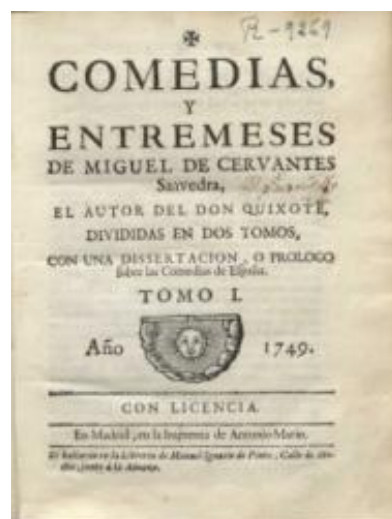 R-9269
COMEDIAS,
Y
ENTREMESES
DE MIGUEL DE CERVANTES
Saavedra,
EL AUTOR DEL DON QUIXOTE,
DIVIDIDAS EN DOS TOMOS,
CON UNA DISSERTACION, O PROLOGO
sobre las Comedias de España.
TOMO I.
Año 1749.
CON LICENCIA.
En Madrid, en la Imprenta de Antonio Marin.
Se hallarán en la Librería de Manuel Ignacio de Pinto, Calle de
junto à la Aduana.